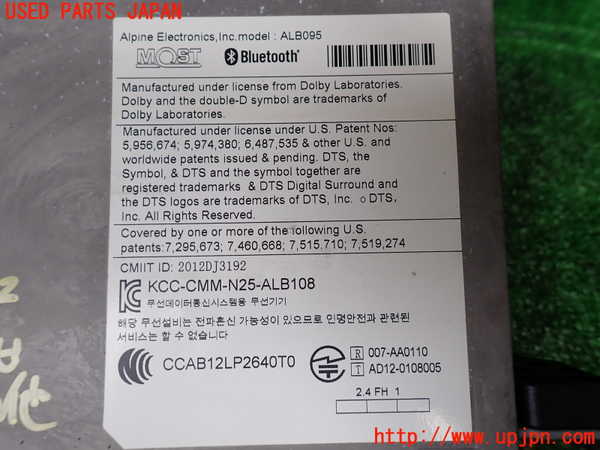 USED PARTS JAPAN
Alpine Electronics,Inc.model : ALB095
MOST Bluetooth®
Manufactured under license from Dolby Laboratories.
Dolby and the double-D symbol are trademarks of
Dolby Laboratories.
Manufactured under license under U.S. Patent Nos:
5,956,674; 5,974,380; 6,487,535 & other U.S. and
worldwide patents issued & pending. DTS, the
Symbol, & DTS and the symbol together are
registered trademarks & DTS Digital Surround and
the DTS logos are trademarks of DTS, Inc. © DTS,
Inc. All Rights Reserved.
Covered by one or more of the following U.S.
patents:7,295,673; 7,460,668; 7,515,710; 7,519,274
CMIIT ID: 2012DJ3192
KCC-CMM-N25-ALB108
무선데이터통신시스템용 무선기기
해당 무선설비는 전파혼신 가능성이 있으므로 인명안전과 관련된
서비스는 할 수 없습니다.
CCAB12LP2640T0
R 007-AA0110
T AD12-0108005
2.4 FH 1
http://www.upjpn.com